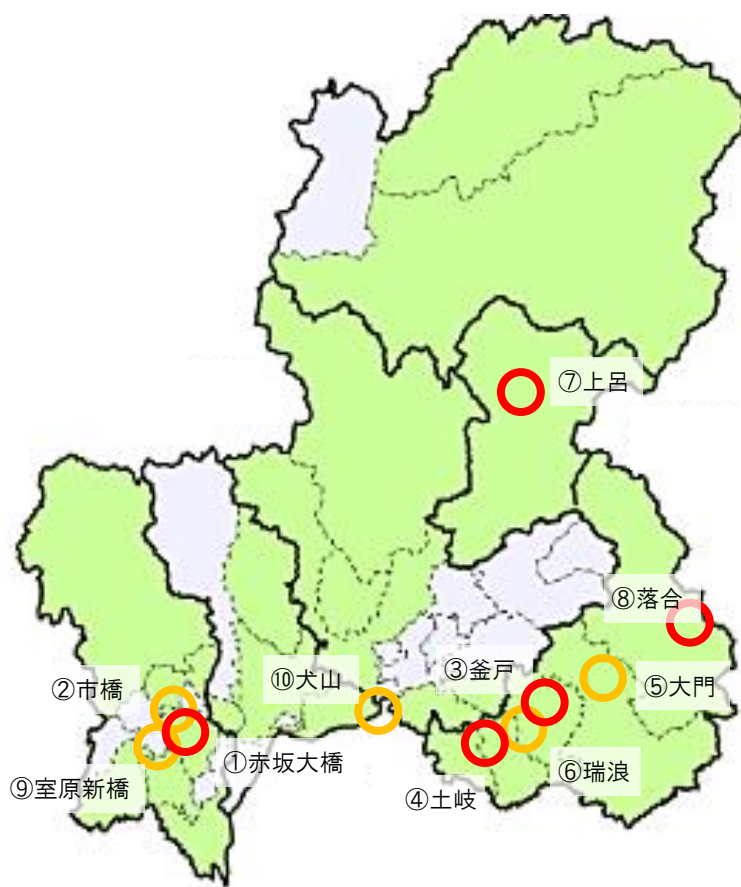 ⑦上呂
⑧落合
③釜戸
⑤大門
②市橋
⑩犬山
①赤坂大橋
⑥瑞浪
⑨室原新橋
④土岐